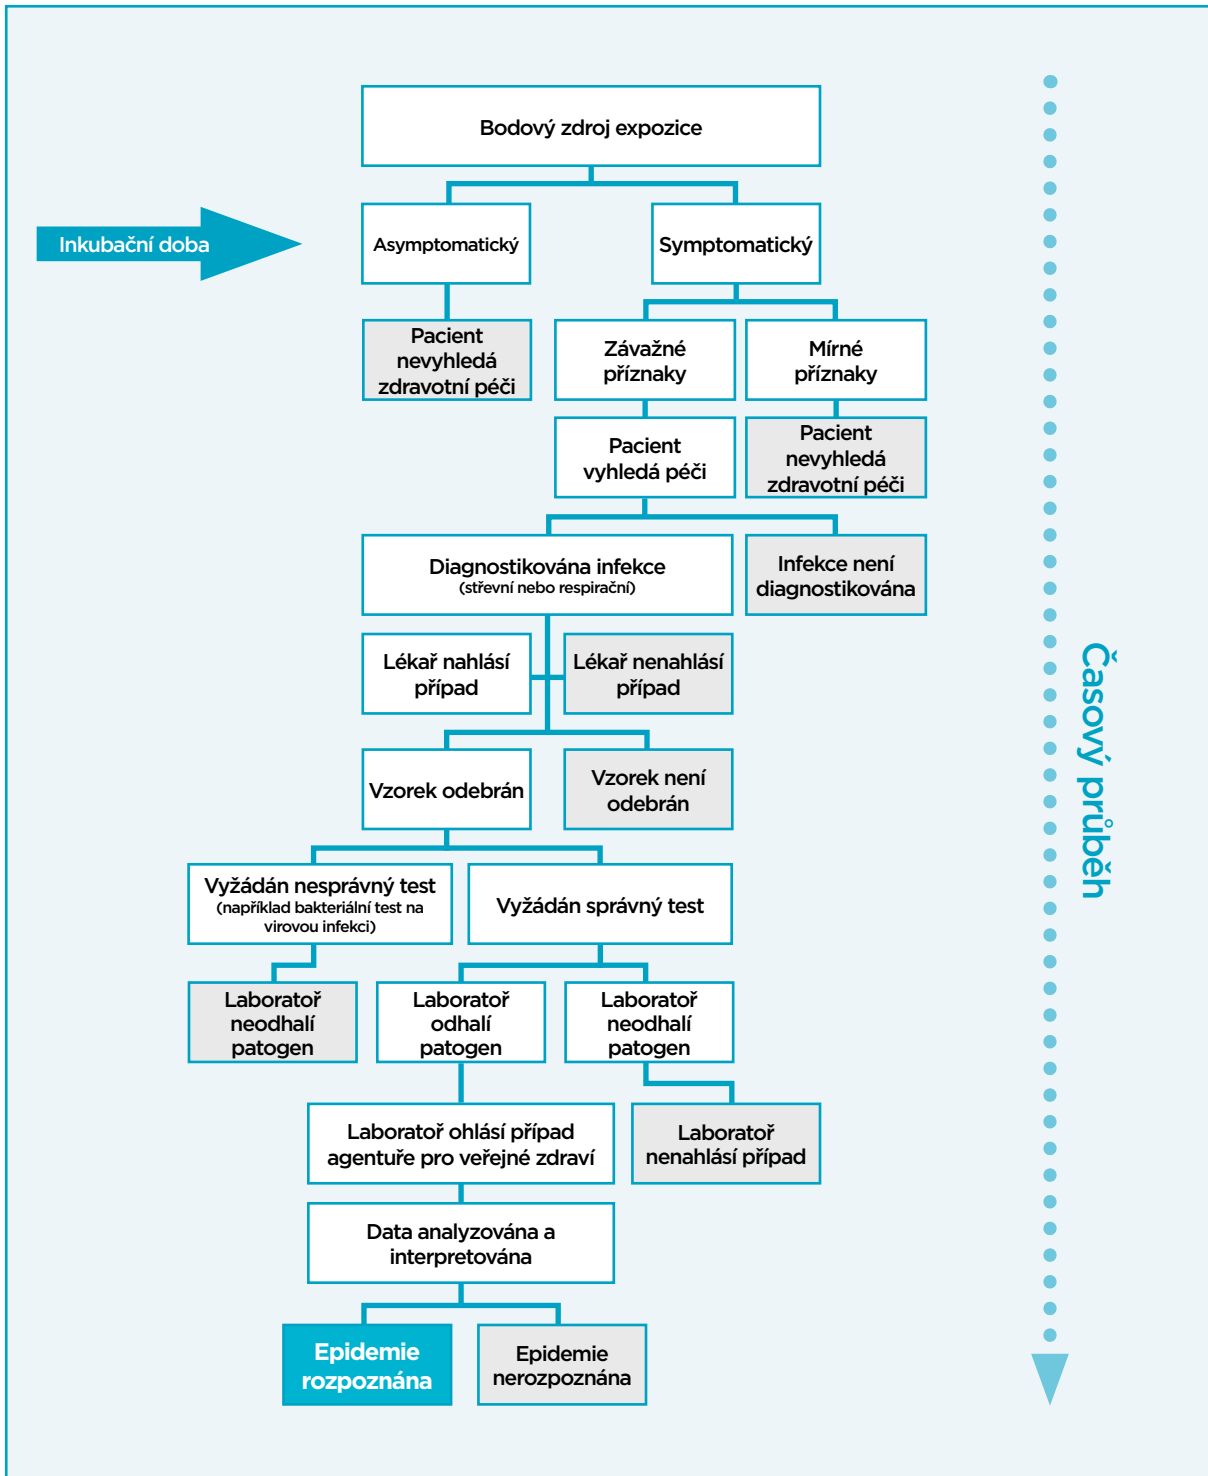 Bodový zdroj expozice
Inkubační doba
Asymptomatický
Symptomatický
Pacient
nevyhledá
zdravotní péči
Závažné
příznaky
Mírné
příznaky
Pacient
vyhledá péči
Pacient
nevyhledá
zdravotní péči
Diagnostikována infekce
(střevní nebo respirační)
Infekce není
diagnostikována
Lékař nahlásí
případ
Lékař nenahlásí
případ
Vzorek odebrán
Vzorek není
odebrán
Vyžádán nesprávný test
(například bakteriální test na
virovou infekci)
Vyžádán správný test
Laboratoř
neodhalí
patogen
Laboratoř
odhalí
patogen
Laboratoř
neodhalí
patogen
Laboratoř ohlásí případ
agentuře pro veřejné zdraví
Laboratoř
nenahlásí případ
Data analyzována a
interpretována
Epidemie
rozpoznána
Epidemie
nerozpoznána
Časový průběh